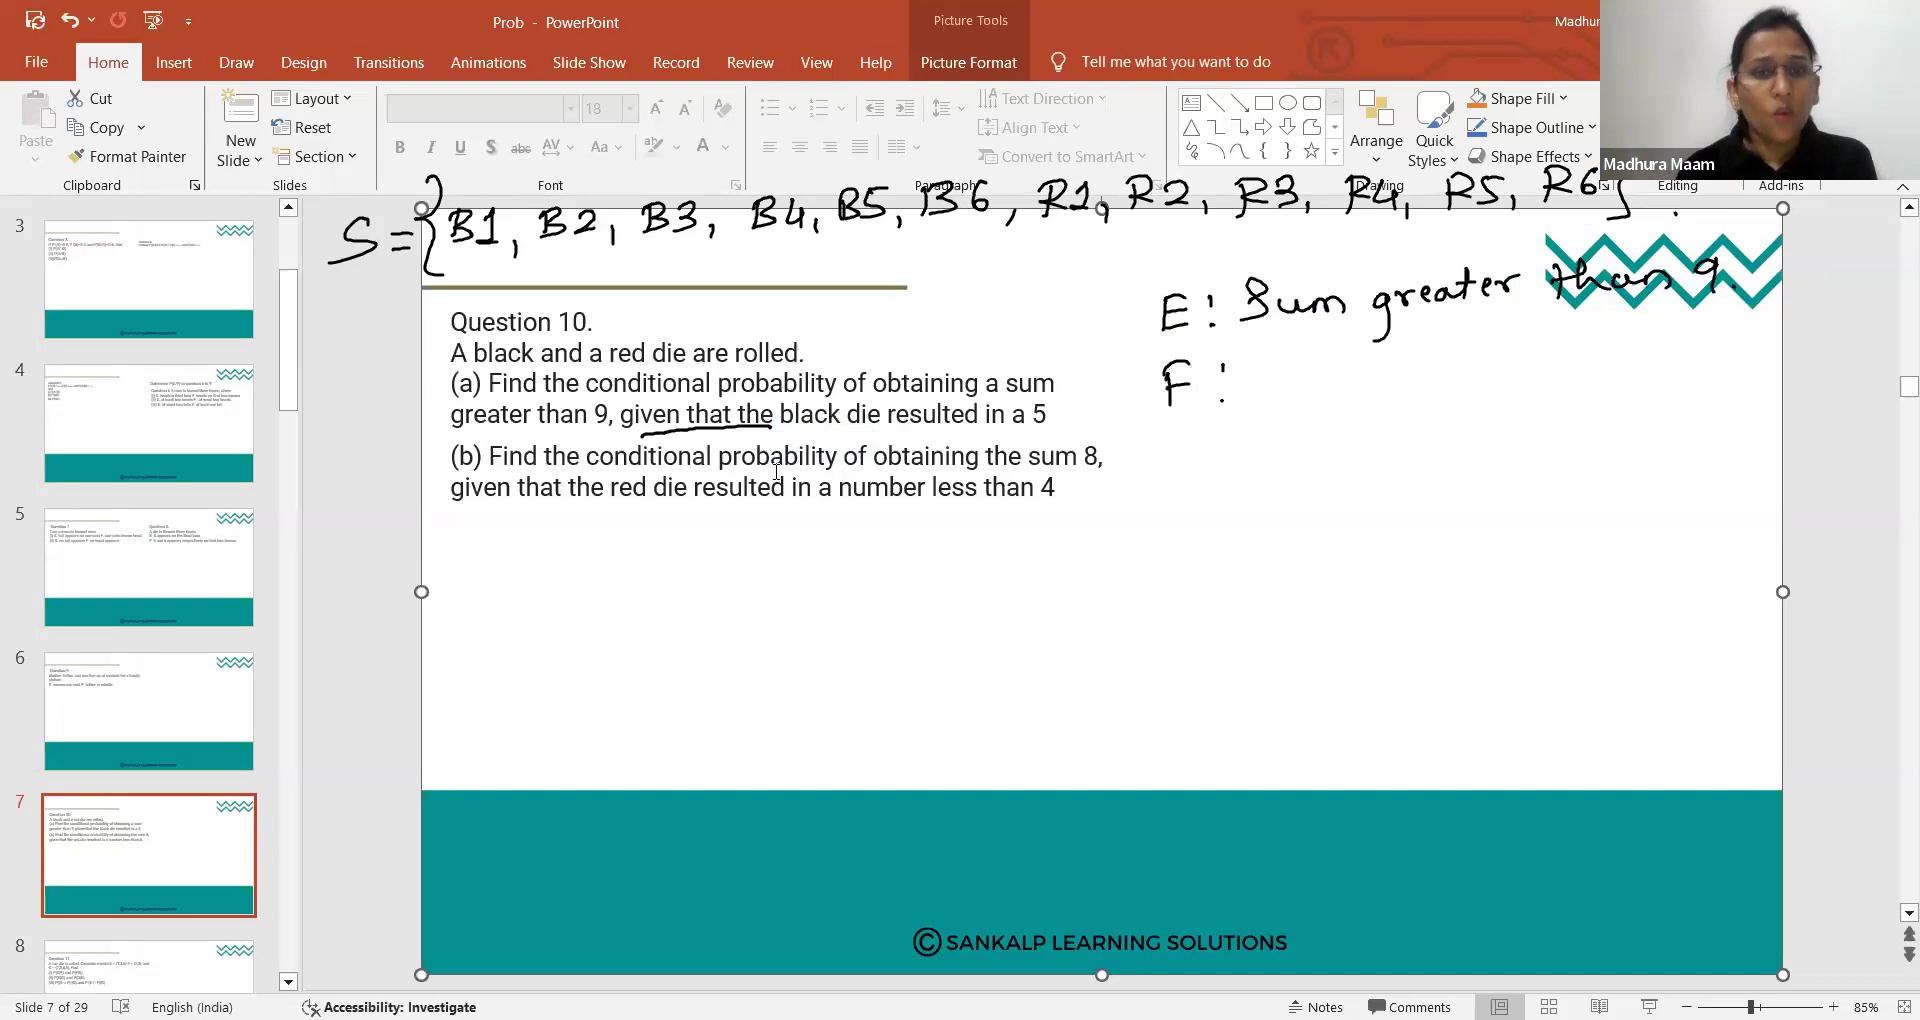 Prob - PowerPoint
Picture Tools
Madhur
File Home Insert Draw Design Transitions Animations Slide Show Record Review View Help Picture Format Tell me what you want to do
Paste
Cut
Copy
Format Painter
Clipboard
New Slide
Layout
Reset
Section
Slides
18
B I U S abc AV Aa A
Font
Text Direction
Align Text
Convert to SmartArt
Paragraph
Arrange
Quick Styles
Shape Fill
Shape Outline
Shape Effects
Drawing
Editing
Add-ins
Madhura Maam
S = { B1, B2, B3, B4, B5, B6, R1, R2, R3, R4, R5, R6 } .
E : Sum greater than 9.
F :
Question 10.
A black and a red die are rolled.
(a) Find the conditional probability of obtaining a sum
greater than 9, given that the black die resulted in a 5
(b) Find the conditional probability of obtaining the sum 8,
given that the red die resulted in a number less than 4
© SANKALP LEARNING SOLUTIONS
3
4
5
6
7
8
Slide 7 of 29 English (India) Accessibility: Investigate Notes Comments 85%